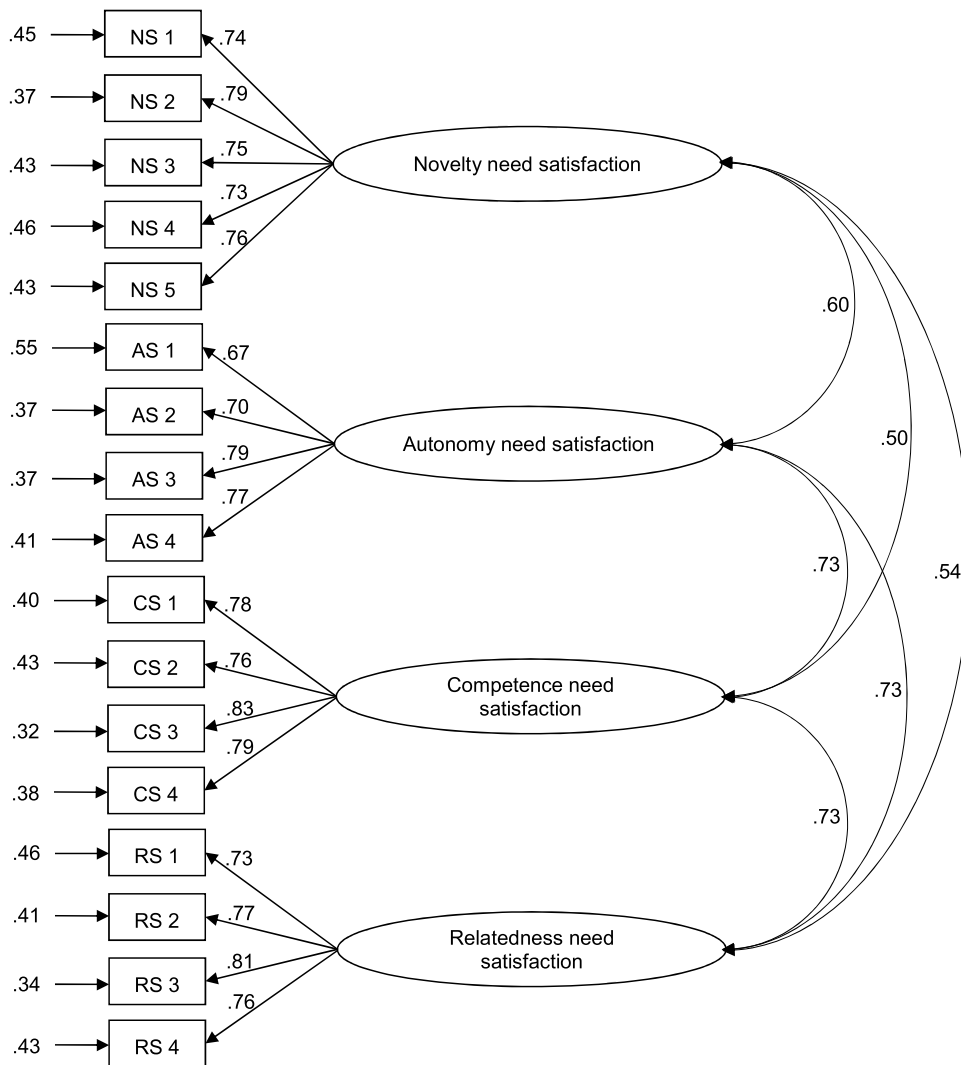 .45
NS 1
.74
.37
NS 2
.79
.43
NS 3
.75
.46
NS 4
.73
.43
NS 5
.76
Novelty need satisfaction
.55
AS 1
.67
.37
AS 2
.70
.37
AS 3
.79
.41
AS 4
.77
Autonomy need satisfaction
.40
CS 1
.78
.43
CS 2
.76
.32
CS 3
.83
.38
CS 4
.79
Competence need
satisfaction
.46
RS 1
.73
.41
RS 2
.77
.34
RS 3
.81
.43
RS 4
.76
Relatedness need
satisfaction
.60
.50
.54
.73
.73
.73